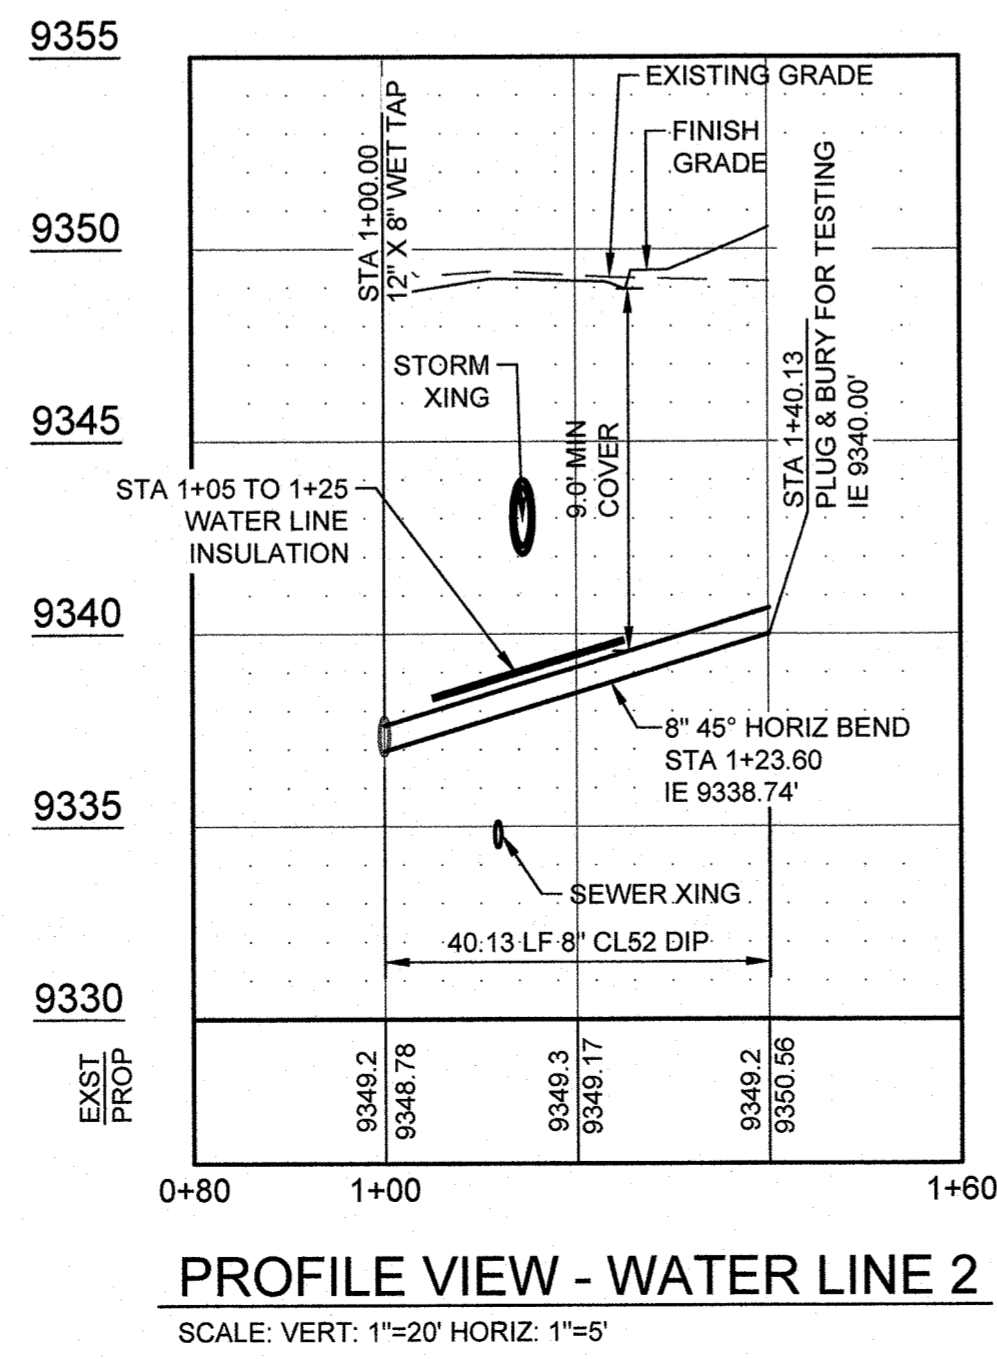 9355
9350
9345
9340
9335
9330
EXISTING GRADE
FINISH
GRADE
STA 1+00.00
12" X 8" WET TAP
STORM
XING
9.0' MIN
COVER
STA 1+40.13
PLUG & BURY FOR TESTING
IE 9340.00'
STA 1+05 TO 1+25
WATER LINE
INSULATION
8" 45° HORIZ BEND
STA 1+23.60
IE 9338.74'
SEWER XING
40.13 LF 8" CL52 DIP
EXST
PROP
9349.2
9348.78
9349.3
9349.17
9349.2
9350.56
0+80
1+00
1+60
PROFILE VIEW - WATER LINE 2
SCALE: VERT: 1"=20' HORIZ: 1"=5'